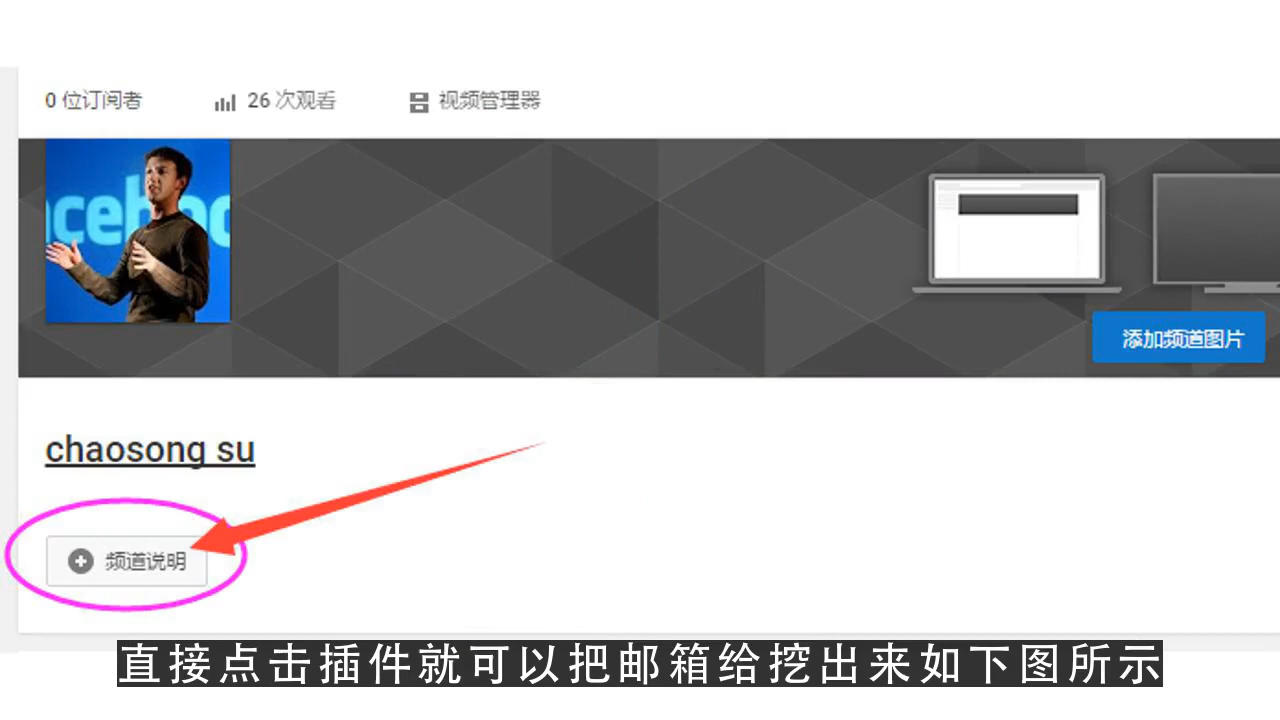 0 位订阅者
26 次观看
视频管理器
aceboo
添加频道图片
chaosong su
频道说明
直接点击插件就可以把邮箱给挖出来如下图所示